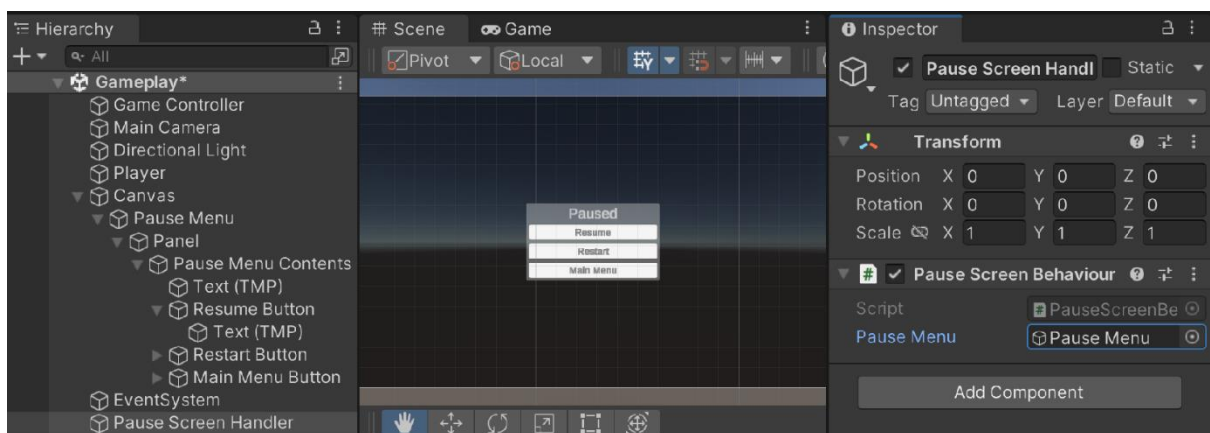 Hierarchy
All
Gameplay*
Game Controller
Main Camera
Directional Light
Player
Canvas
Pause Menu
Panel
Pause Menu Contents
Text (TMP)
Resume Button
Text (TMP)
Restart Button
Main Menu Button
EventSystem
Pause Screen Handler
Scene Game
Pivot Local
Paused
Resume
Restart
Main Menu
Inspector
Pause Screen Handl Static
Tag Untagged Layer Default
Transform
Position X 0 Y 0 Z 0
Rotation X 0 Y 0 Z 0
Scale X 1 Y 1 Z 1
# Pause Screen Behaviour
Script PauseScreenBe
Pause Menu Pause Menu
Add Component